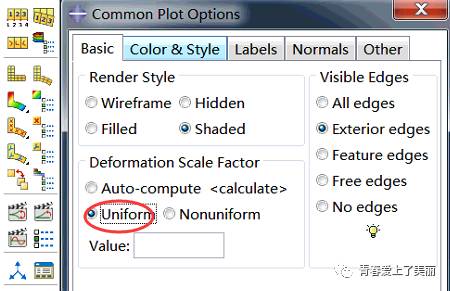 Common Plot Options
Basic Color & Style Labels Normals Other
Render Style
Wireframe Hidden
Filled Shaded
Visible Edges
All edges
Exterior edges
Feature edges
Free edges
No edges
Deformation Scale Factor
Auto-compute <calculate>
Uniform Nonuniform
Value:
青春爱上了美丽